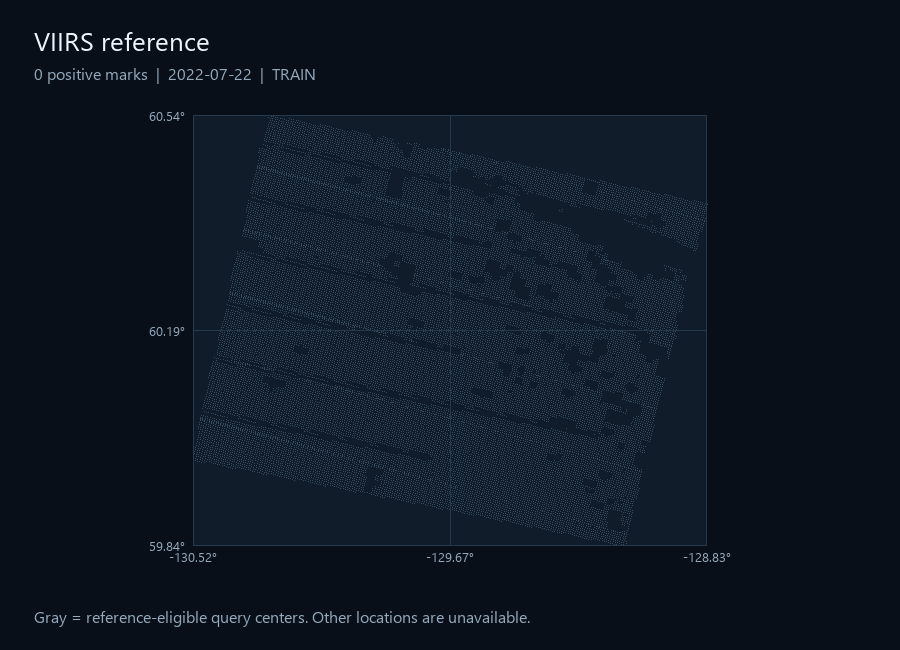 VIIRS reference
0 positive marks | 2022-07-22 | TRAIN
60.54°
60.19°
59.84°
-130.52°
-129.67°
-128.83°
Gray = reference-eligible query centers. Other locations are unavailable.